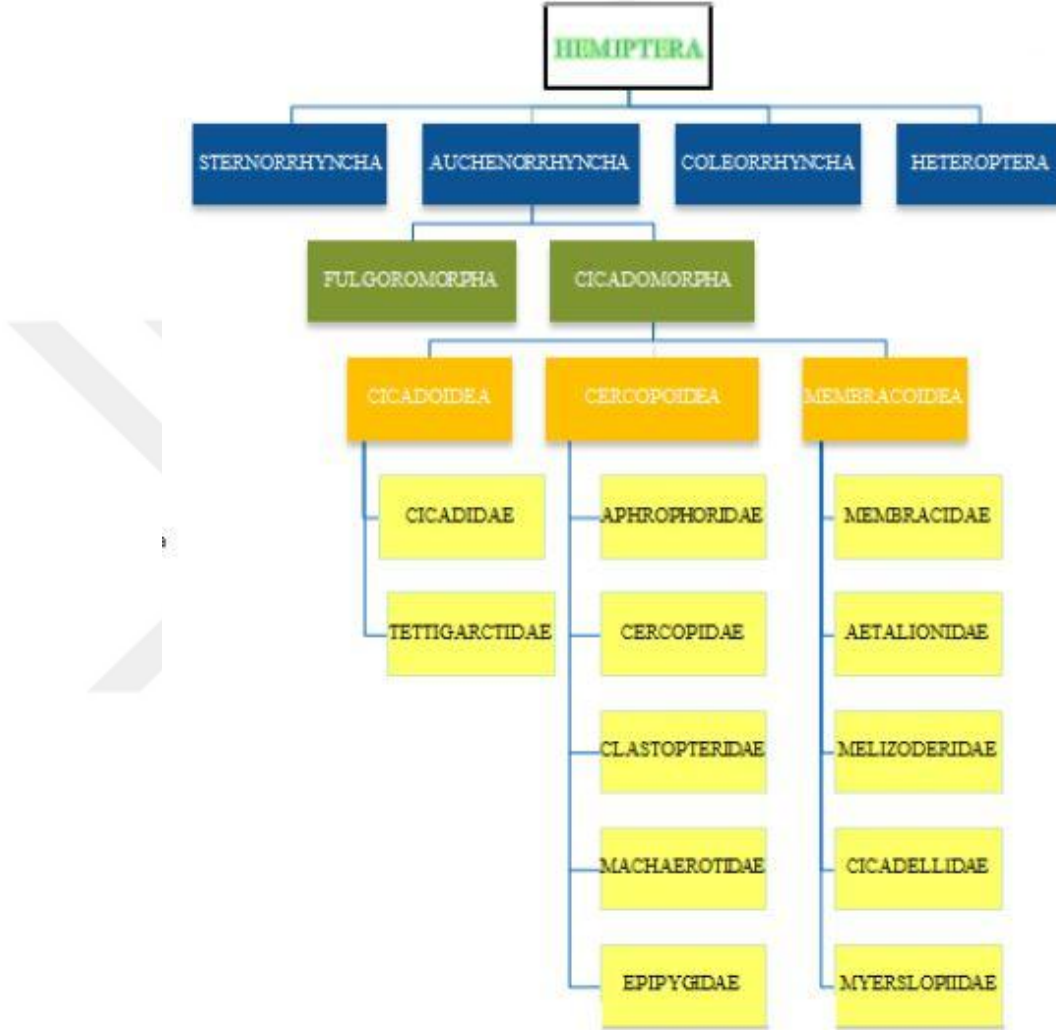 HEMIPTERA
STERNORRHYNCHA
AUCHENORRHYNCHA
COLEORRHYNCHA
HETEROPTERA
FULGOROMORPHA
CICADOMORPHA
CICADOIDEA
CERCOPOIDEA
MEMBRACOIDEA
CICADIDAE
APHROPHORIDAE
MEMBRACIDAE
TETTIGARCTIDAE
CERCOPIDAE
AETALIONIDAE
CLASTOPTERIDAE
MELIZODERIDAE
MACHAEROTIDAE
CICADELLIDAE
EPIPYGIDAE
MYERSLOPIIDAE